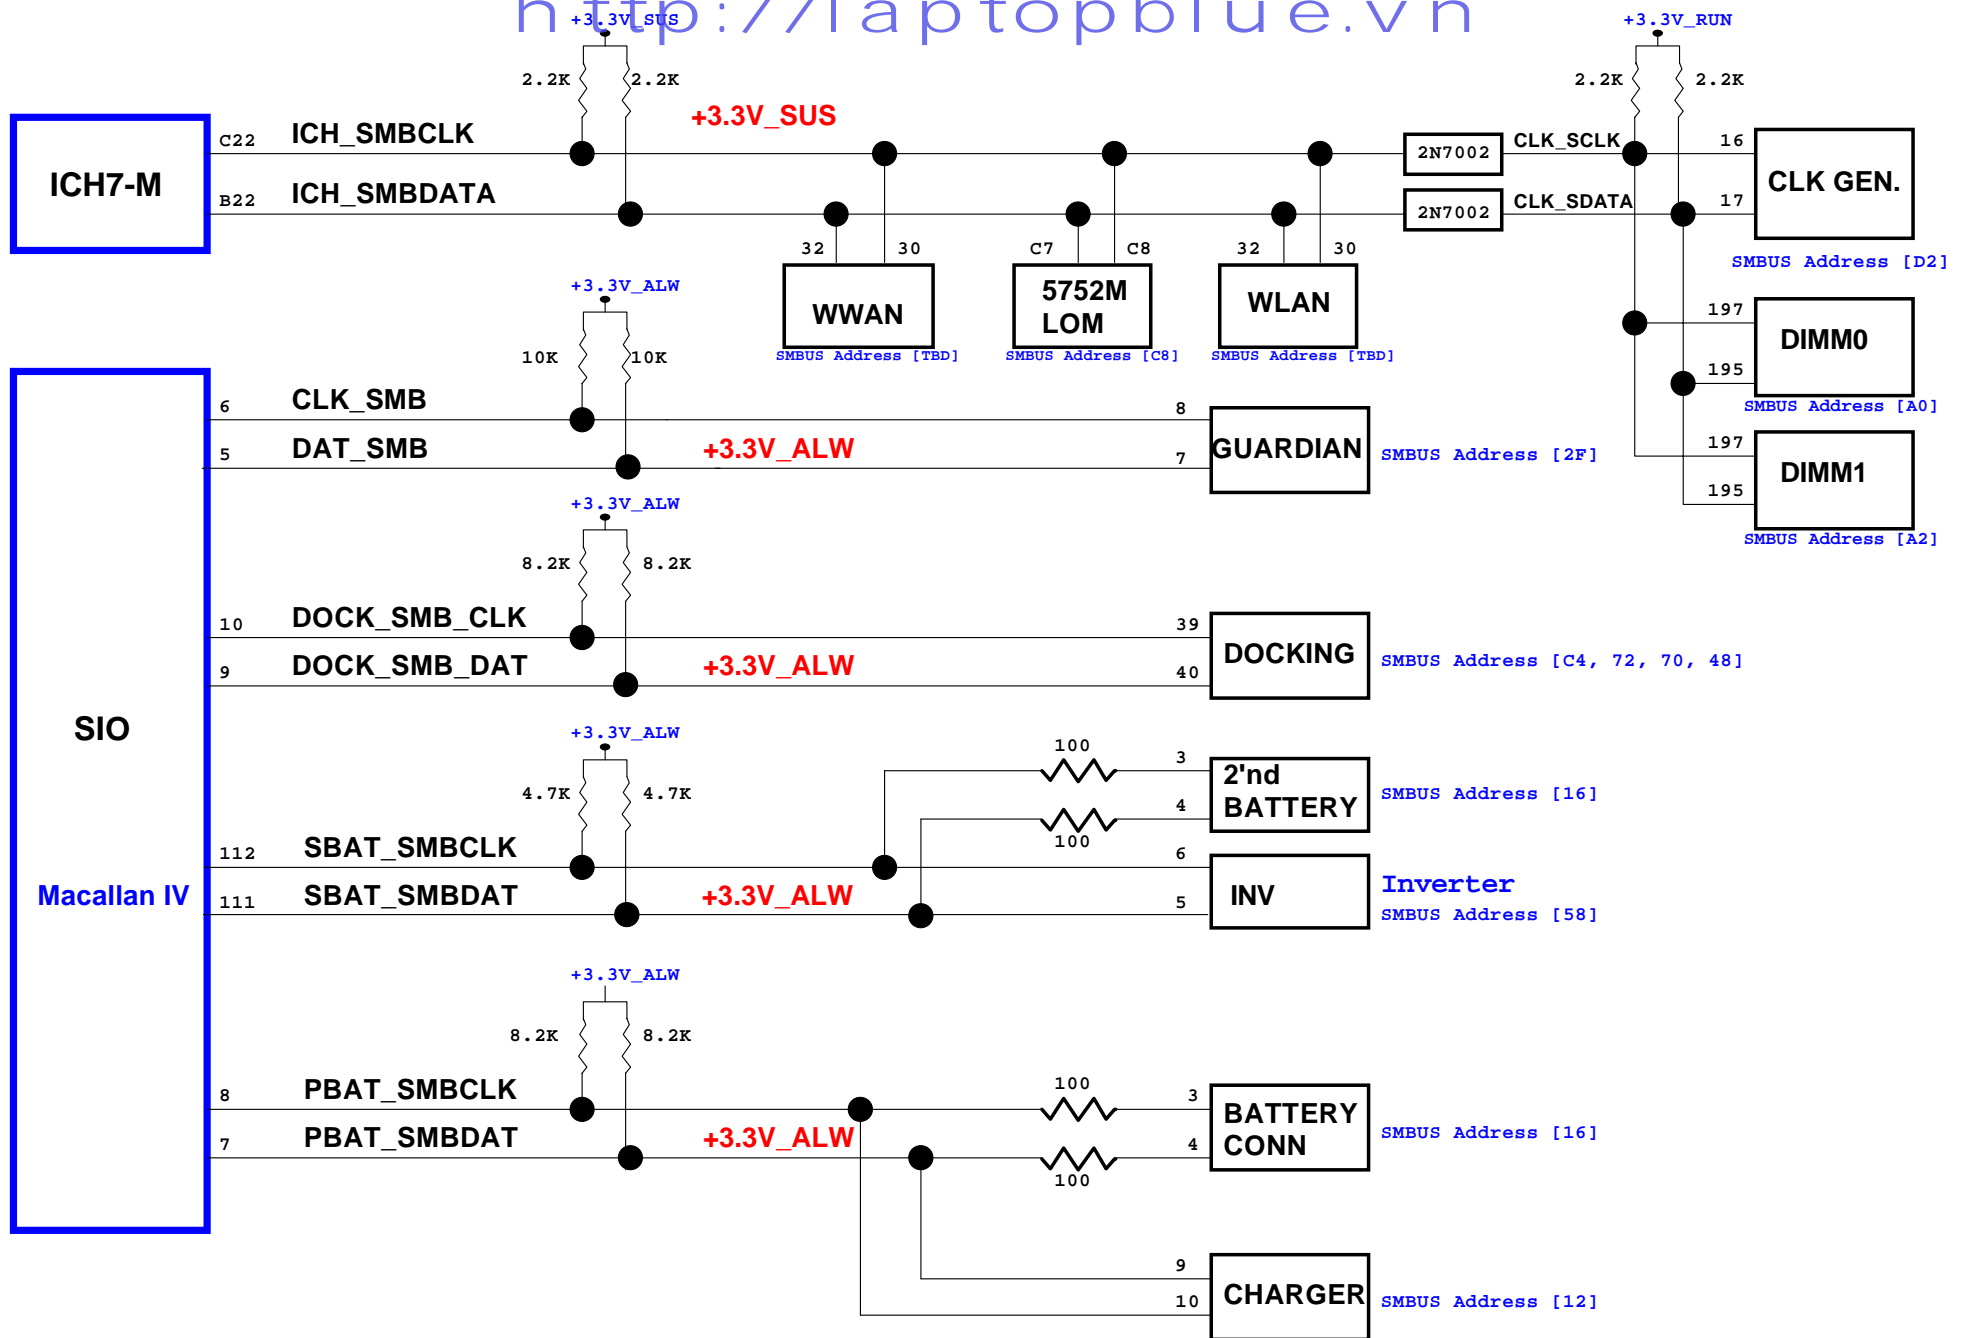 http://laptopblue.vn
+3.3V_SUS
+3.3V_RUN
2.2K
2.2K
2.2K
2.2K
+3.3V_SUS
ICH7-M
C22
ICH_SMBCLK
B22
ICH_SMBDATA
2N7002
CLK_SCLK
16
2N7002
CLK_SDATA
17
CLK GEN.
SMBUS Address [D2]
32
30
WWAN
SMBUS Address [TBD]
C7
C8
5752M
LOM
SMBUS Address [C8]
32
30
WLAN
SMBUS Address [TBD]
197
195
DIMM0
SMBUS Address [A0]
197
195
DIMM1
SMBUS Address [A2]
+3.3V_ALW
10K
10K
SIO
Macallan IV
6
CLK_SMB
5
DAT_SMB
+3.3V_ALW
8
7
GUARDIAN
SMBUS Address [2F]
+3.3V_ALW
8.2K
8.2K
10
DOCK_SMB_CLK
9
DOCK_SMB_DAT
+3.3V_ALW
39
40
DOCKING
SMBUS Address [C4, 72, 70, 48]
+3.3V_ALW
4.7K
4.7K
112
SBAT_SMBCLK
111
SBAT_SMBDAT
+3.3V_ALW
100
100
3
4
2'nd
BATTERY
SMBUS Address [16]
6
5
INV
Inverter
SMBUS Address [58]
+3.3V_ALW
8.2K
8.2K
8
PBAT_SMBCLK
7
PBAT_SMBDAT
+3.3V_ALW
100
100
3
4
BATTERY
CONN
SMBUS Address [16]
9
10
CHARGER
SMBUS Address [12]